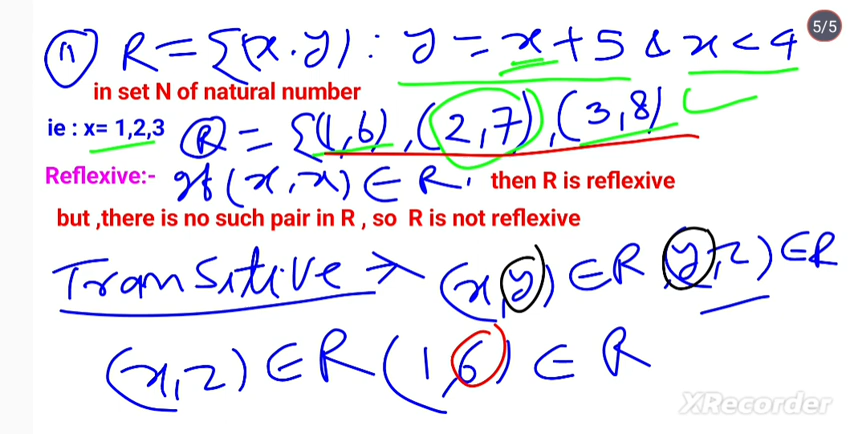 5/5
(ii) R = {(x.y) : y = x + 5 & x < 4
in set N of natural number
ie : x= 1,2,3 R = {(1,6), (2,7), (3,8)
Reflexive:- If (x,x) ∈ R, then R is reflexive
but ,there is no such pair in R , so R is not reflexive
Transitive → (x,y) ∈ R (y,z) ∈ R
(x,z) ∈ R (1,6) ∈ R
XRecorder